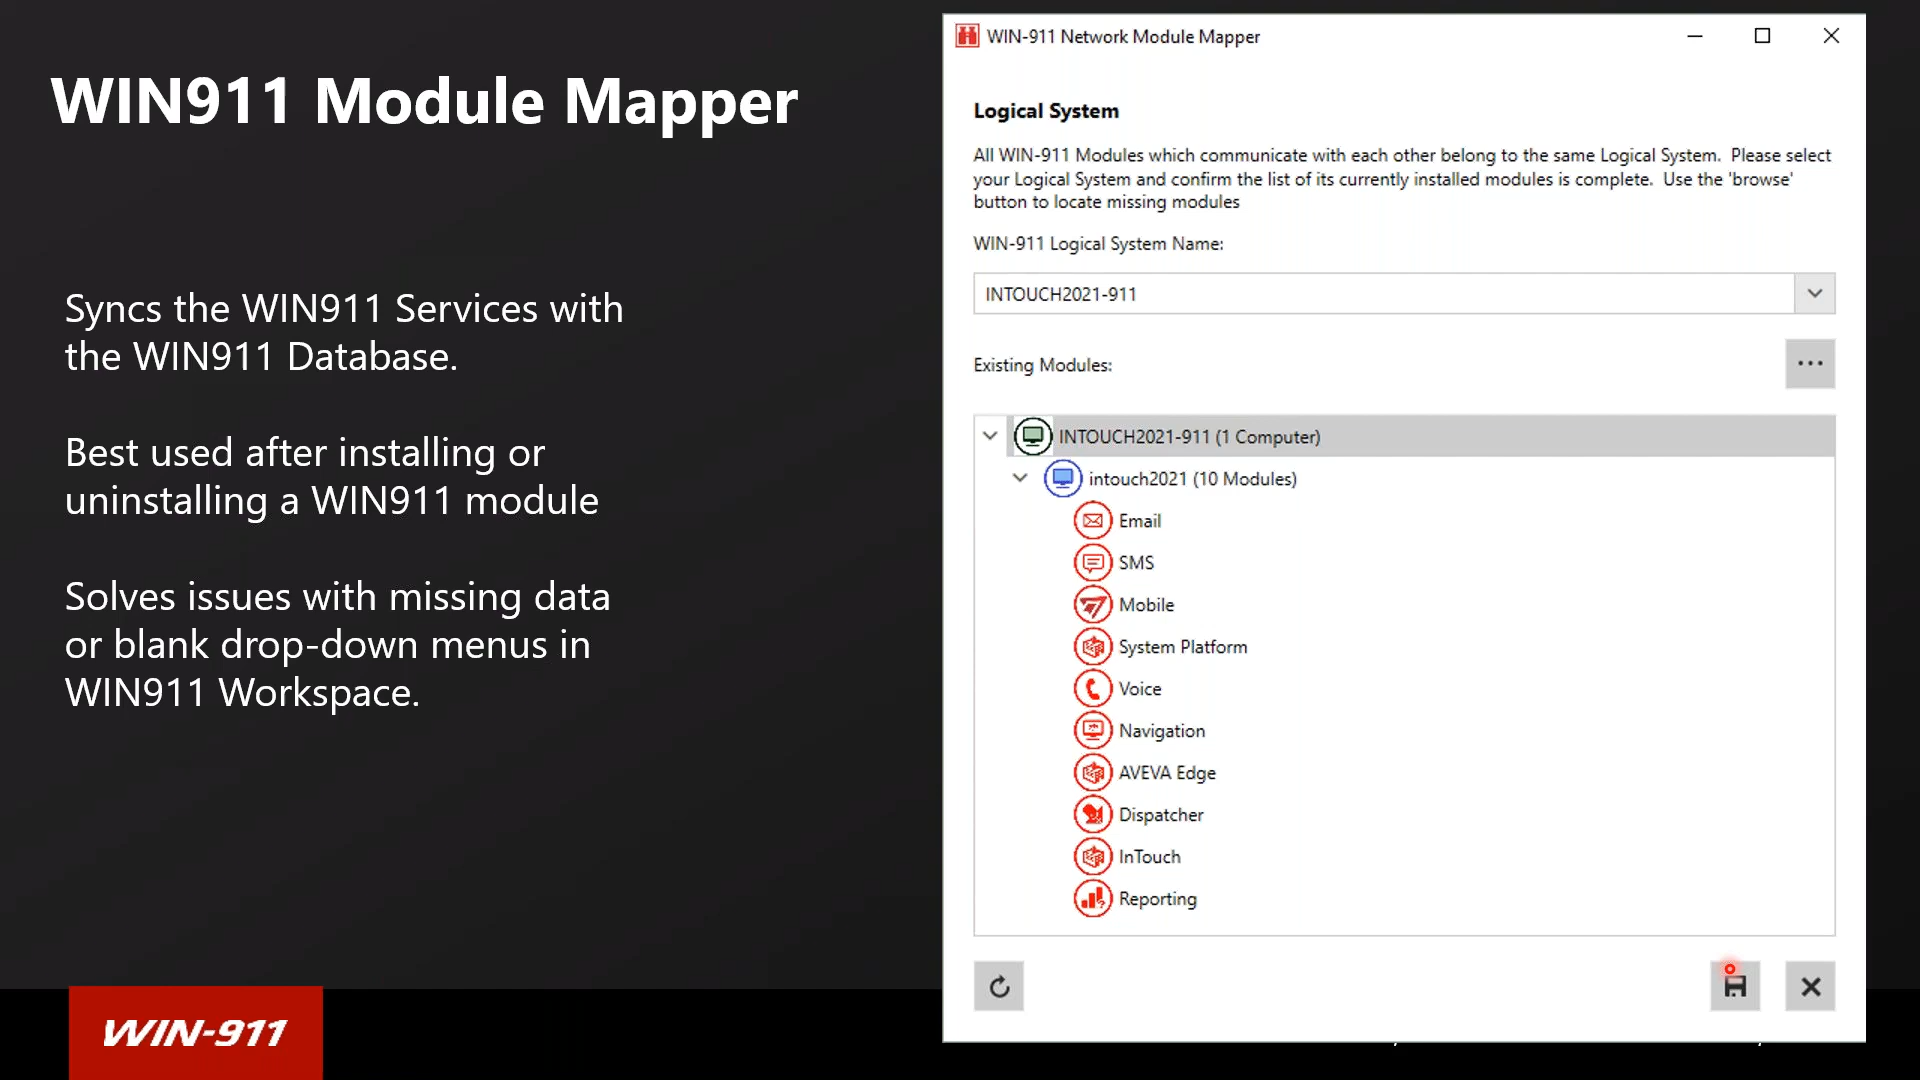 WIN911 Module Mapper
Syncs the WIN911 Services with
the WIN911 Database.
Best used after installing or
uninstalling a WIN911 module
Solves issues with missing data
or blank drop-down menus in
WIN911 Workspace.
WIN-911
WIN-911 Network Module Mapper
Logical System
All WIN-911 Modules which communicate with each other belong to the same Logical System.  Please select
your Logical System and confirm the list of its currently installed modules is complete.  Use the 'browse'
button to locate missing modules
WIN-911 Logical System Name:
INTOUCH2021-911
Existing Modules:
INTOUCH2021-911 (1 Computer)
intouch2021 (10 Modules)
Email
SMS
Mobile
System Platform
Voice
Navigation
AVEVA Edge
Dispatcher
InTouch
Reporting